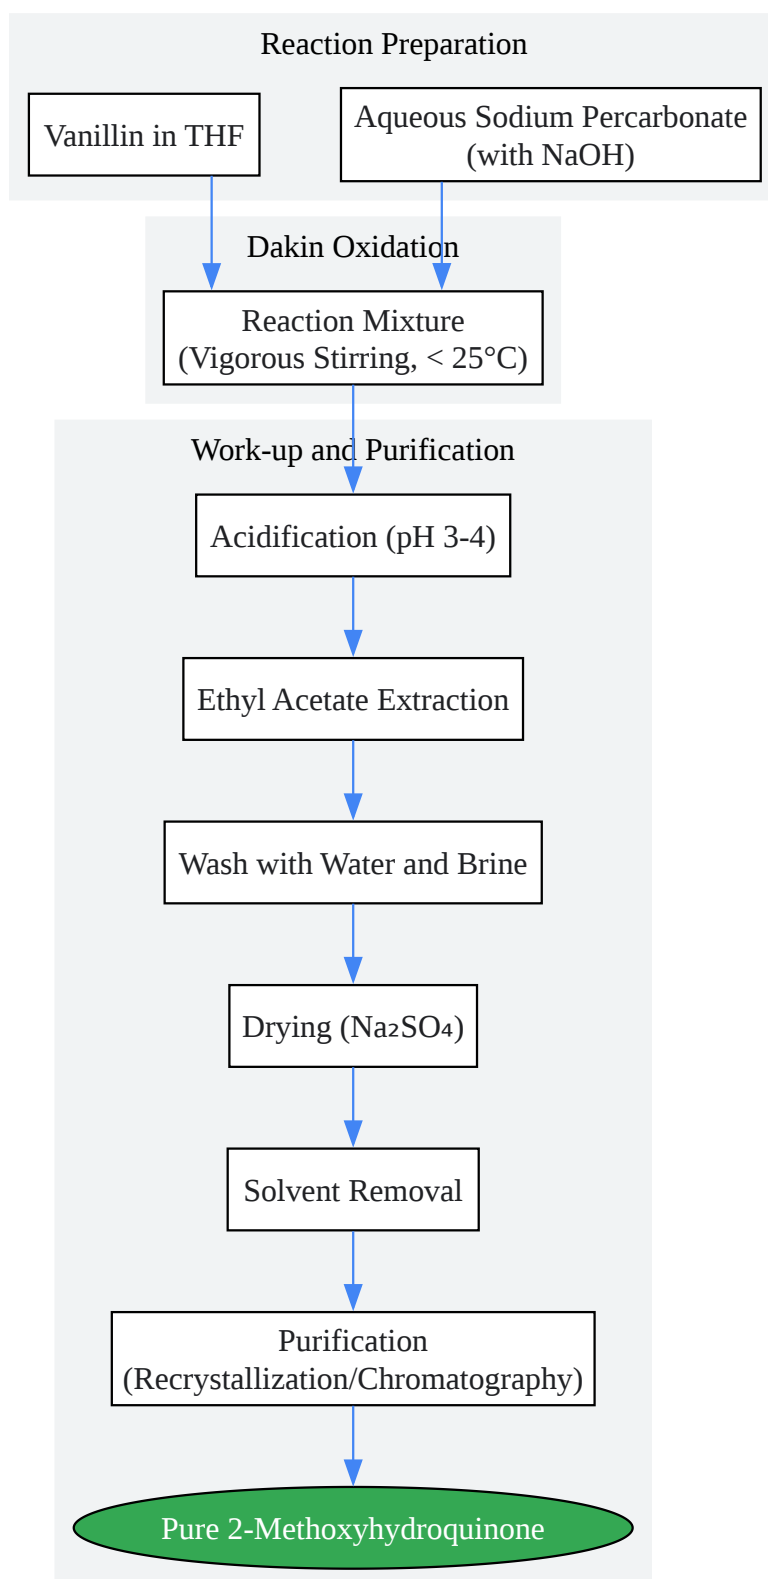 Reaction Preparation
Vanillin in THF
Aqueous Sodium Percarbonate
(with NaOH)
Dakin Oxidation
Reaction Mixture
(Vigorous Stirring, < 25°C)
Work-up and Purification
Acidification (pH 3-4)
Ethyl Acetate Extraction
Wash with Water and Brine
Drying (Na₂SO₄)
Solvent Removal
Purification
(Recrystallization/Chromatography)
Pure 2-Methoxyhydroquinone